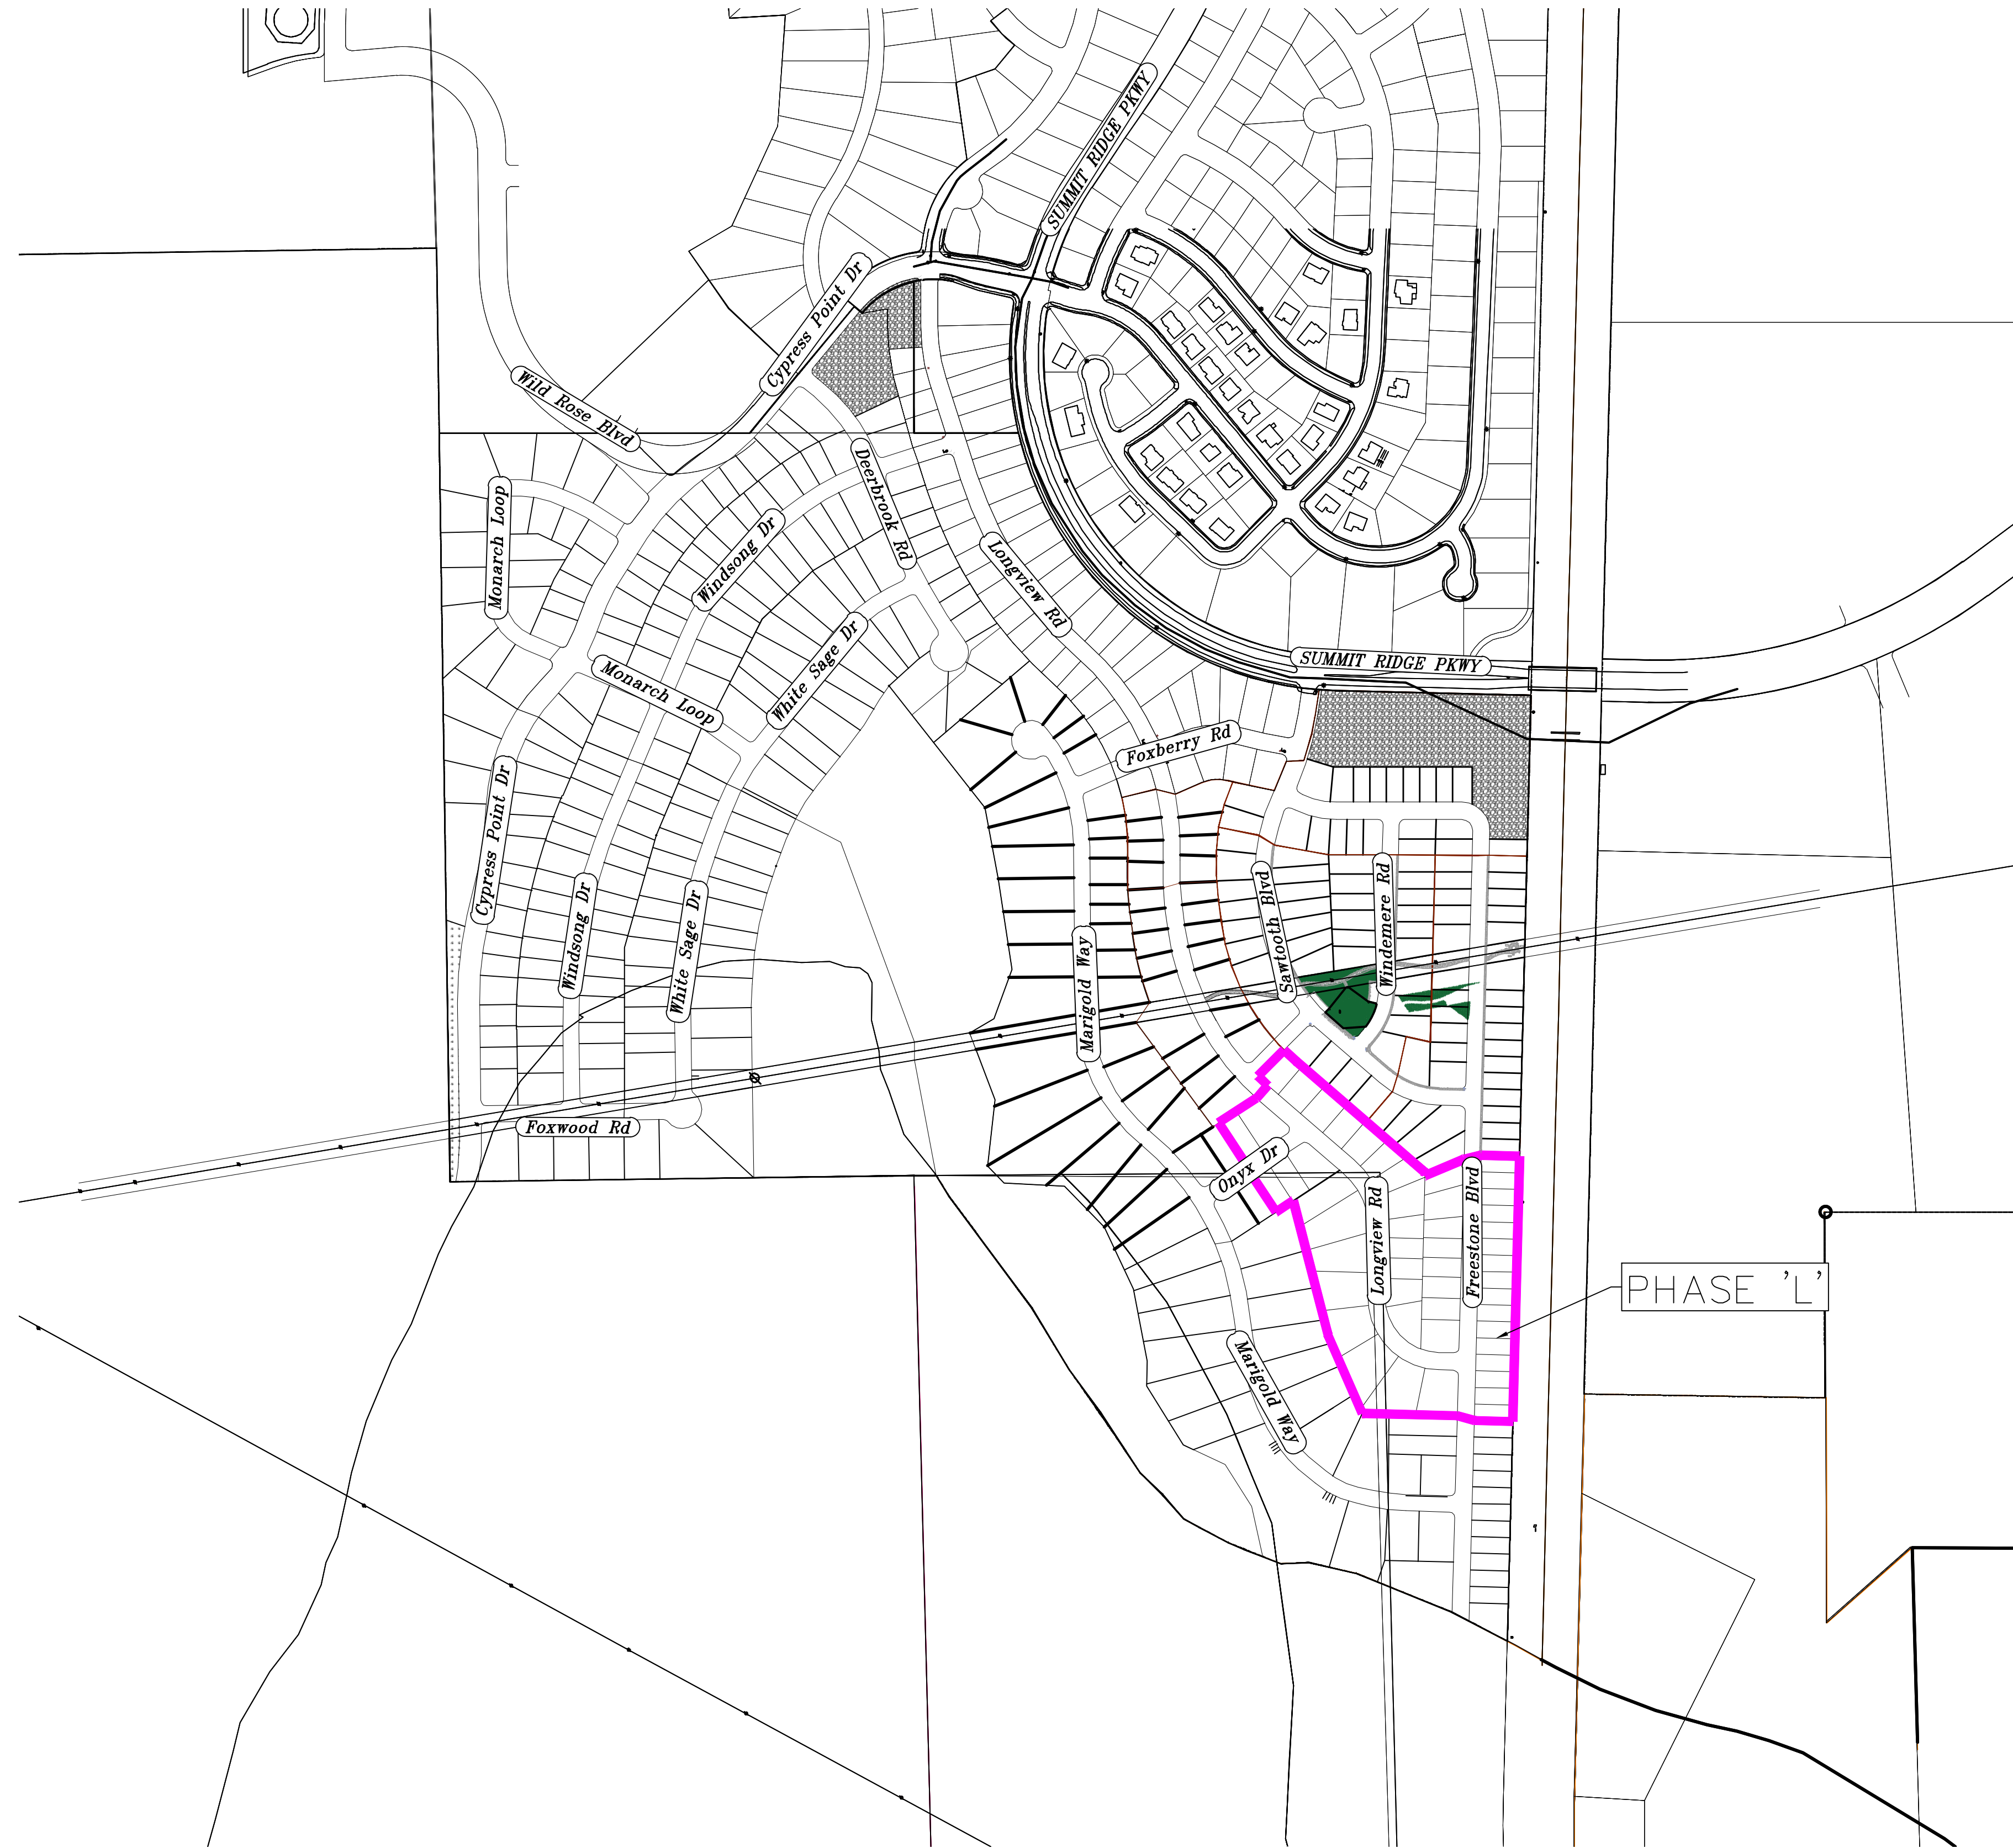 SUMMIT RIDGE PKWY
Cypress Point Dr
Wild Rose Blvd
Monarch Loop
Deerbrook Rd
Windsong Dr
Longview Rd
White Sage Dr
SUMMIT RIDGE PKWY
Monarch Loop
Foxberry Rd
Cypress Point Dr
Windsong Dr
White Sage Dr
Sawtooth Blvd
Windemere Rd
Marigold Way
Foxwood Rd
Onyx Dr
Longview Rd
Freestone Blvd
PHASE 'L'
Marigold Way